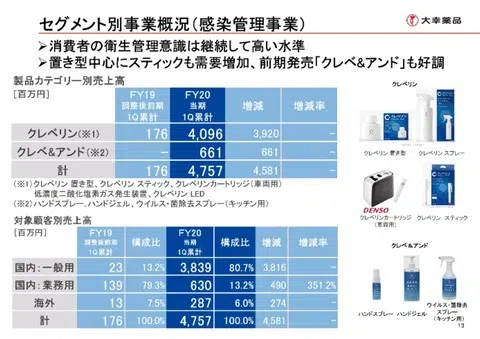 セグメント別事業概況(感染管理事業)
大幸薬品
➢消費者の衛生管理意識は継続して高い水準
➢置き型中心にスティックも需要増加、前期発売「クレベ&アンド」も好調
製品カテゴリー別売上高
[百万円]
FY19 調整後前期 1Q累計
FY20 当期 1Q累計
増減
増減率
クレベリン(※1) 176 4,096 3,920 -
クレベ&アンド(※2) - 661 661 -
計 176 4,757 4,581 -
(※1)クレベリン 置き型、クレベリン スティック、クレベリンカートリッジ(車両用)
低濃度二酸化塩素ガス発生装置、クレベリン LED
(※2)ハンドスプレー、ハンドジェル、ウイルス・菌除去スプレー(キッチン用)
対象顧客別売上高
[百万円]
FY19 調整後前期 1Q累計
構成比
FY20 当期 1Q累計
構成比
増減
増減率
国内:一般用 23 13.2% 3,839 80.7% 3,816 -
国内:業務用 139 79.3% 630 13.2% 490 351.2%
海外 13 7.5% 287 6.0% 274 -
計 176 100.0% 4,757 100.0% 4,581 -
クレベリン
クレベリン 置き型
クレベリン スプレー
DENSO
クレベリンカートリッジ
(車両用)
クレベリン スティック
クレベ&アンド
ハンドスプレー
ハンドジェル
ウイルス・菌除去
スプレー
(キッチン用)
13